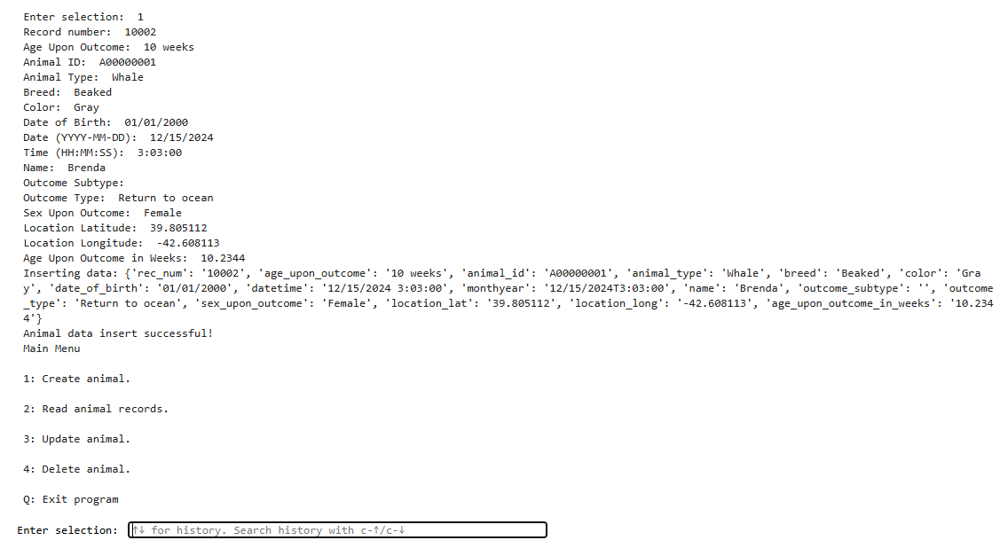 Enter selection:  1
Record number:  10002
Age Upon Outcome:  10 weeks
Animal ID:  A00000001
Animal Type:  Whale
Breed:  Beaked
Color:  Gray
Date of Birth:  01/01/2000
Date (YYYY-MM-DD):  12/15/2024
Time (HH:MM:SS):  3:03:00
Name:  Brenda
Outcome Subtype:
Outcome Type:  Return to ocean
Sex Upon Outcome:  Female
Location Latitude:  39.805112
Location Longitude:  -42.608113
Age Upon Outcome in Weeks:  10.2344
Inserting data: {'rec_num': '10002', 'age_upon_outcome': '10 weeks', 'animal_id': 'A00000001', 'animal_type': 'Whale', 'breed': 'Beaked', 'color': 'Gra
y', 'date_of_birth': '01/01/2000', 'datetime': '12/15/2024 3:03:00', 'monthyear': '12/15/2024T3:03:00', 'name': 'Brenda', 'outcome_subtype': '', 'outcome
_type': 'Return to ocean', 'sex_upon_outcome': 'Female', 'location_lat': '39.805112', 'location_long': '-42.608113', 'age_upon_outcome_in_weeks': '10.234
4'}
Animal data insert successful!
Main Menu
1: Create animal.
2: Read animal records.
3: Update animal.
4: Delete animal.
Q: Exit program
Enter selection: ↑↓ for history. Search history with c-↑/c-↓